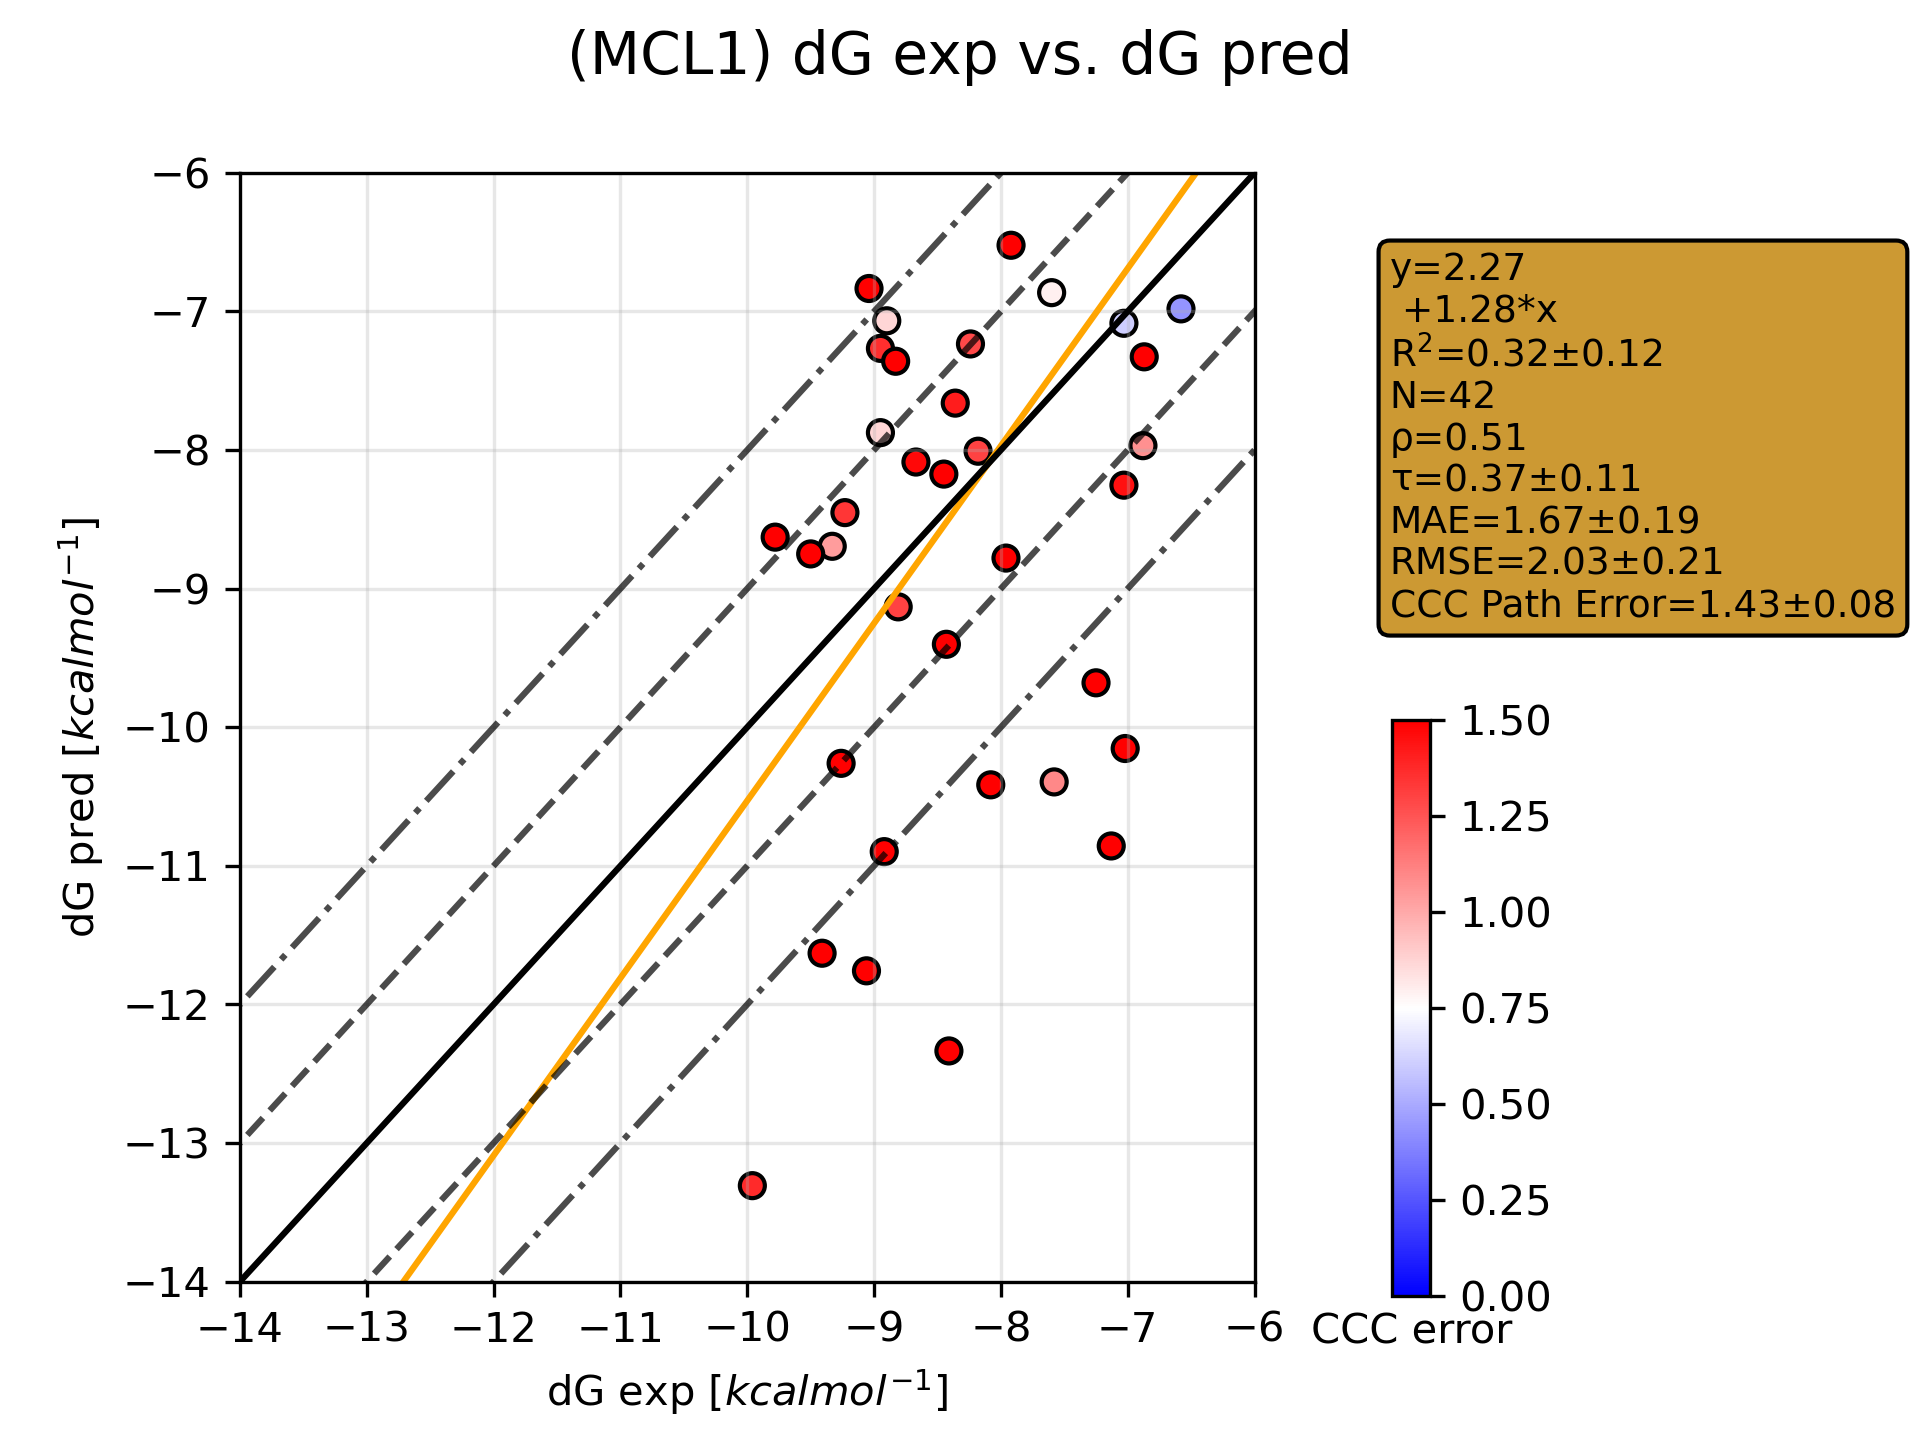 (MCL1) dG exp vs. dG pred
−6
−7
−8
−9
−10
−11
−12
−13
−14
dG pred [kcalmol⁻¹]
−14 −13 −12 −11 −10 −9 −8 −7 −6
dG exp [kcalmol⁻¹]
y=2.27
+1.28*x
R²=0.32±0.12
N=42
ρ=0.51
τ=0.37±0.11
MAE=1.67±0.19
RMSE=2.03±0.21
CCC Path Error=1.43±0.08
1.50
1.25
1.00
0.75
0.50
0.25
0.00
CCC error